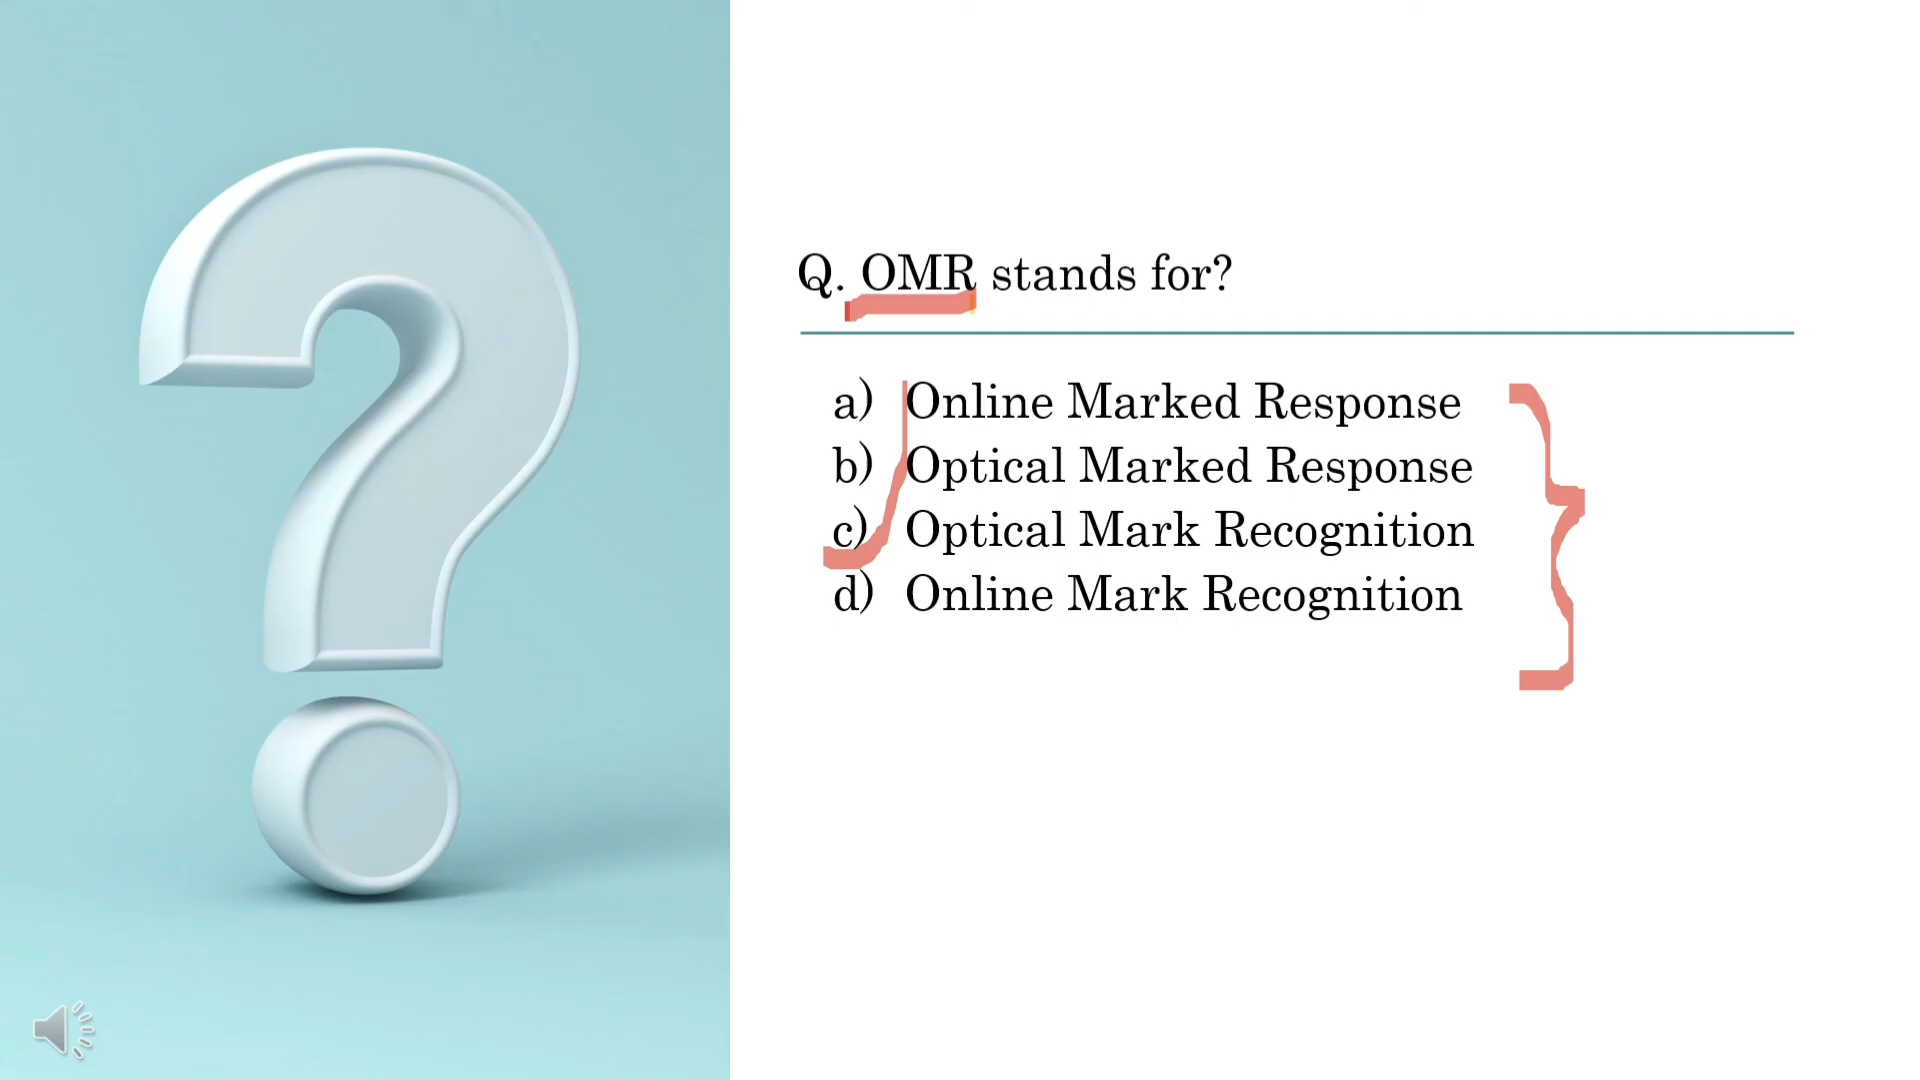 Q. OMR stands for?
a) Online Marked Response
b) Optical Marked Response
c) Optical Mark Recognition
d) Online Mark Recognition